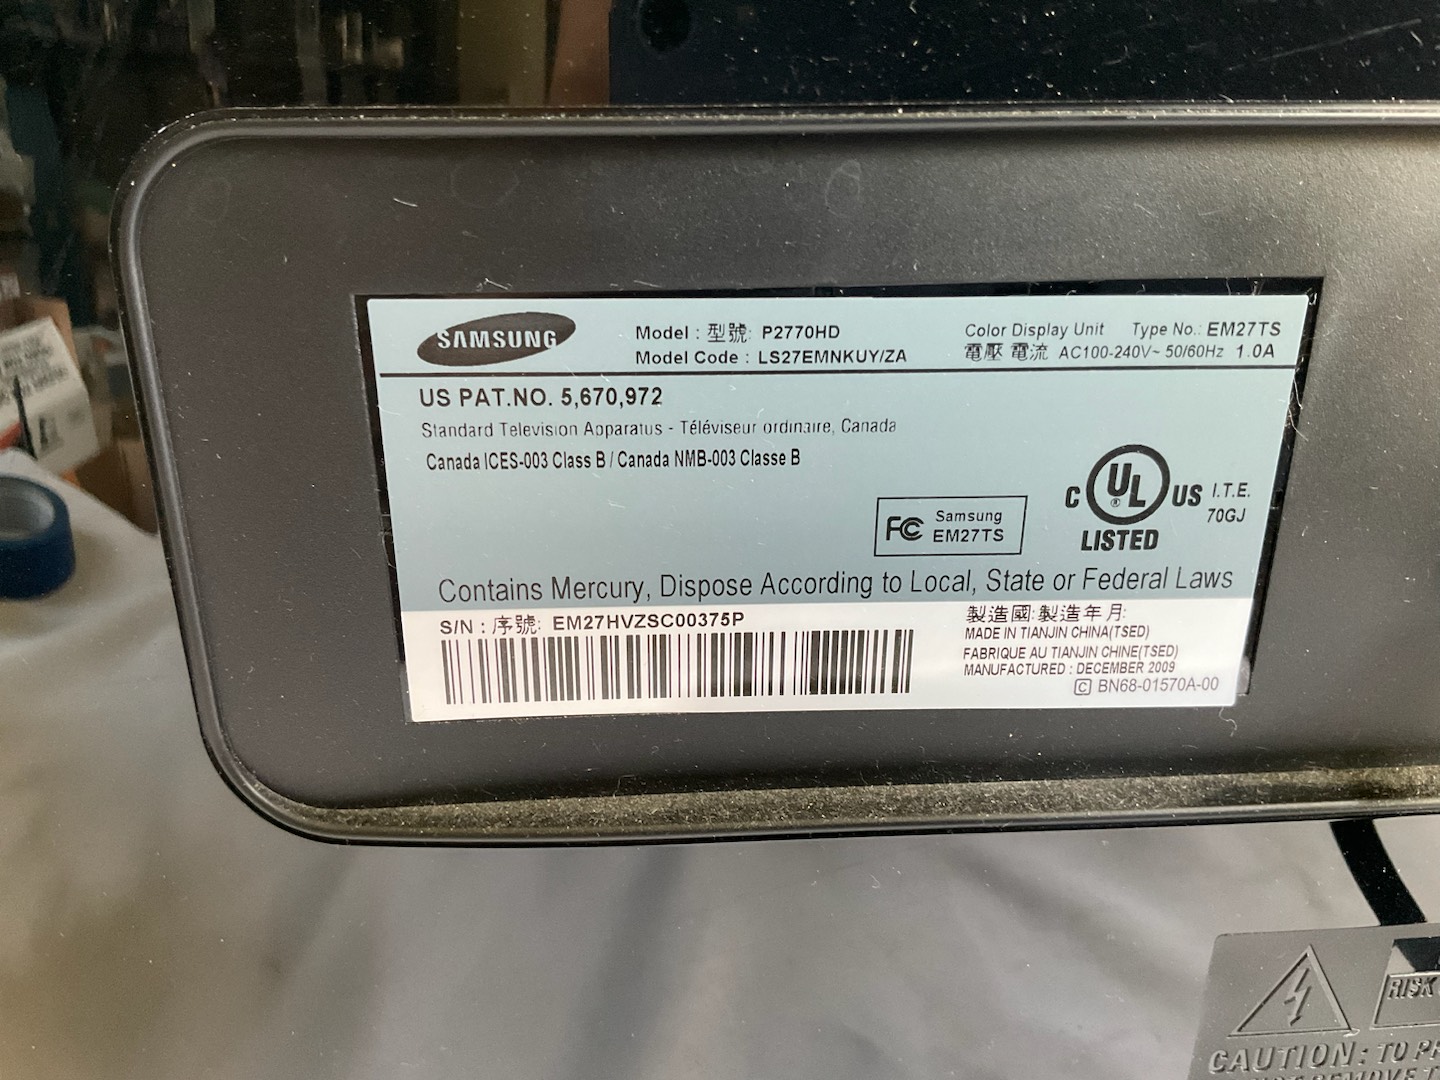 SAMSUNG
Model : 型號: P2770HD
Model Code : LS27EMNKUY/ZA
Color Display Unit Type No.: EM27TS
電壓 電流 AC100-240V~ 50/60Hz 1.0A
US PAT.NO. 5,670,972
Standard Television Apparatus - Téléviseur ordinaire, Canada
Canada ICES-003 Class B / Canada NMB-003 Classe B
FC Samsung
EM27TS
C UL® US I.T.E.
70GJ
LISTED
Contains Mercury, Dispose According to Local, State or Federal Laws
S/N : 序號: EM27HVZSC00375P
製造國: 製造年月:
MADE IN TIANJIN CHINA(TSED)
FABRIQUE AU TIANJIN CHINE(TSED)
MANUFACTURED : DECEMBER 2009
C BN68-01570A-00
RISK
CAUTION: TO